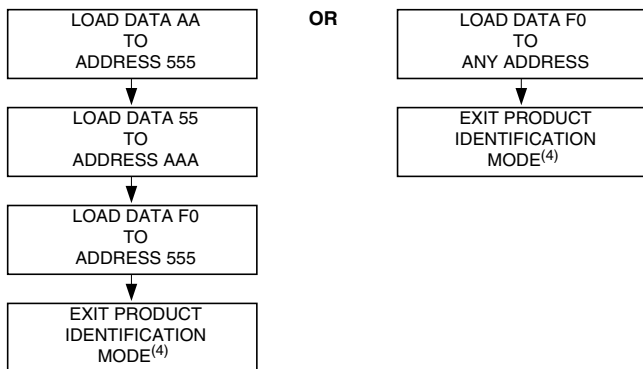 LOAD DATA AA
TO
ADDRESS 555
LOAD DATA 55
TO
ADDRESS AAA
LOAD DATA F0
TO
ADDRESS 555
EXIT PRODUCT
IDENTIFICATION
MODE(4)
OR
LOAD DATA F0
TO
ANY ADDRESS
EXIT PRODUCT
IDENTIFICATION
MODE(4)